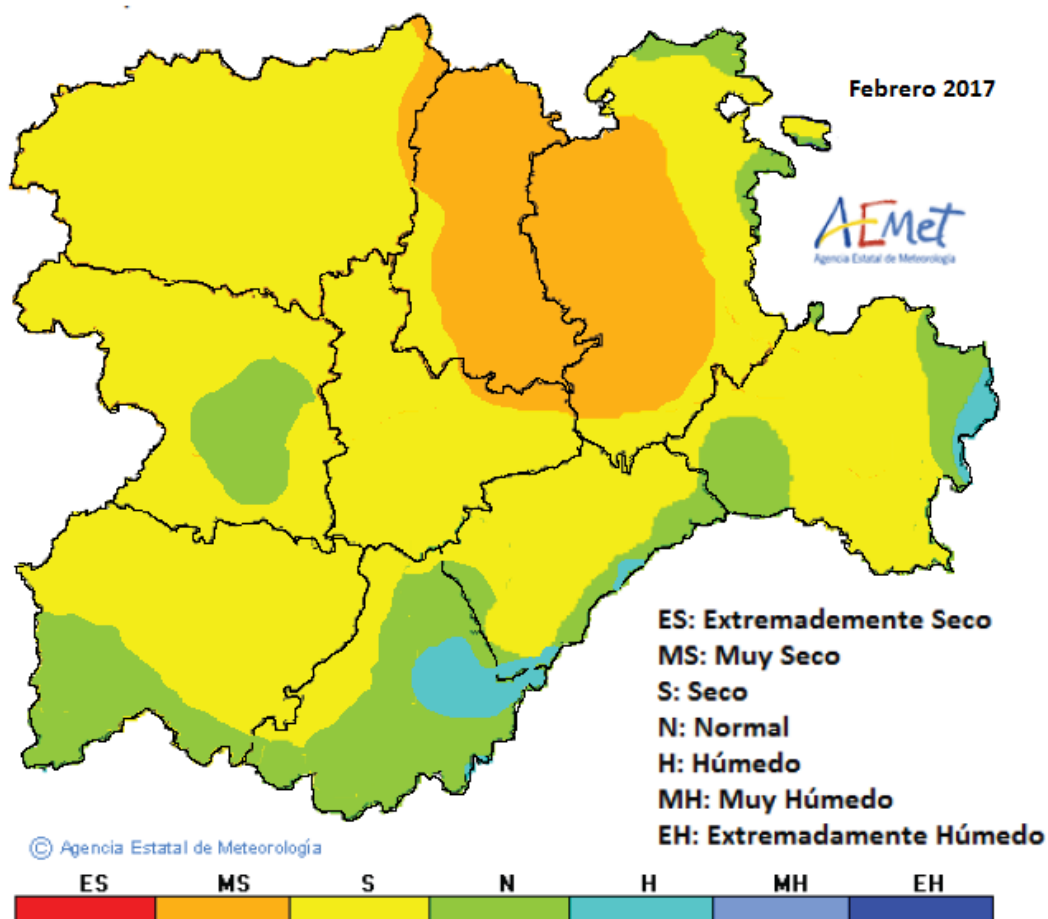 Febrero 2017
AEMet
Agencia Estatal de Meteorología
ES: Extremademente Seco
MS: Muy Seco
S: Seco
N: Normal
H: Húmedo
MH: Muy Húmedo
EH: Extremadamente Húmedo
© Agencia Estatal de Meteorología
ES MS S N H MH EH